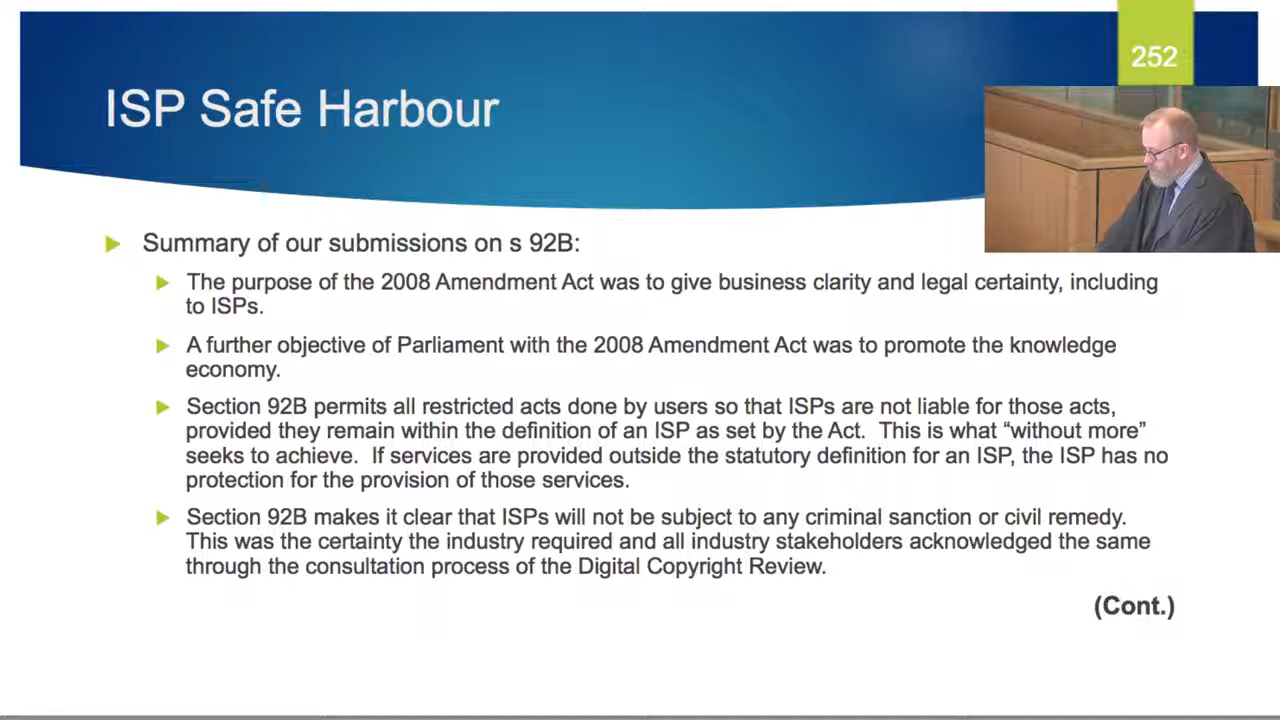 252
ISP Safe Harbour
Summary of our submissions on s 92B:
The purpose of the 2008 Amendment Act was to give business clarity and legal certainty, including
to ISPs.
A further objective of Parliament with the 2008 Amendment Act was to promote the knowledge
economy.
Section 92B permits all restricted acts done by users so that ISPs are not liable for those acts,
provided they remain within the definition of an ISP as set by the Act.  This is what “without more”
seeks to achieve.  If services are provided outside the statutory definition for an ISP, the ISP has no
protection for the provision of those services.
Section 92B makes it clear that ISPs will not be subject to any criminal sanction or civil remedy.
This was the certainty the industry required and all industry stakeholders acknowledged the same
through the consultation process of the Digital Copyright Review.
(Cont.)